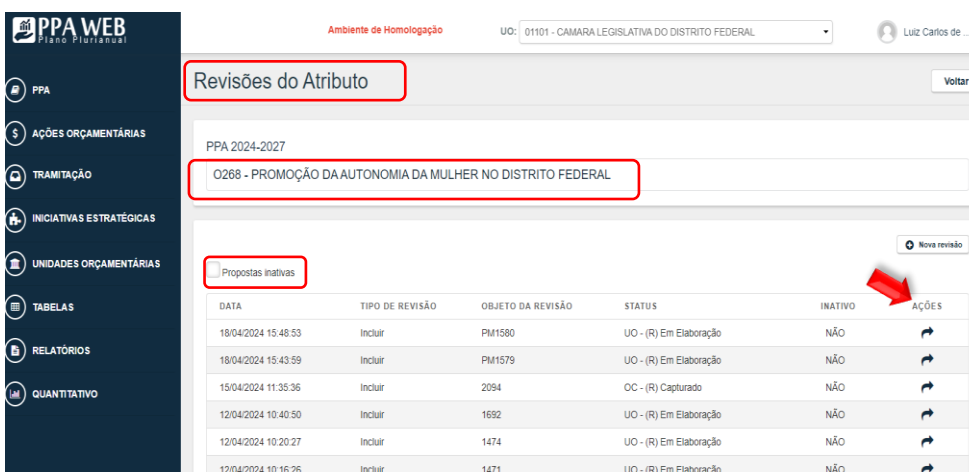 PPA WEB
Plano Plurianual
Ambiente de Homologação
UO: 01101 - CAMARA LEGISLATIVA DO DISTRITO FEDERAL
Luiz Carlos de ...
PPA
AÇÕES ORÇAMENTÁRIAS
TRAMITAÇÃO
INICIATIVAS ESTRATÉGICAS
UNIDADES ORÇAMENTÁRIAS
TABELAS
RELATÓRIOS
QUANTITATIVO
Revisões do Atributo
Voltar
PPA 2024-2027
O268 - PROMOÇÃO DA AUTONOMIA DA MULHER NO DISTRITO FEDERAL
Nova revisão
Propostas inativas
DATA TIPO DE REVISÃO OBJETO DA REVISÃO STATUS INATIVO AÇÕES
18/04/2024 15:48:53 Incluir PM1580 UO - (R) Em Elaboração NÃO
18/04/2024 15:43:59 Incluir PM1579 UO - (R) Em Elaboração NÃO
15/04/2024 11:35:36 Incluir 2094 OC - (R) Capturado NÃO
12/04/2024 10:40:50 Incluir 1692 UO - (R) Em Elaboração NÃO
12/04/2024 10:20:27 Incluir 1474 UO - (R) Em Elaboração NÃO
12/04/2024 10:16:26 Incluir 1471 UO - (R) Em Elaboração NÃO